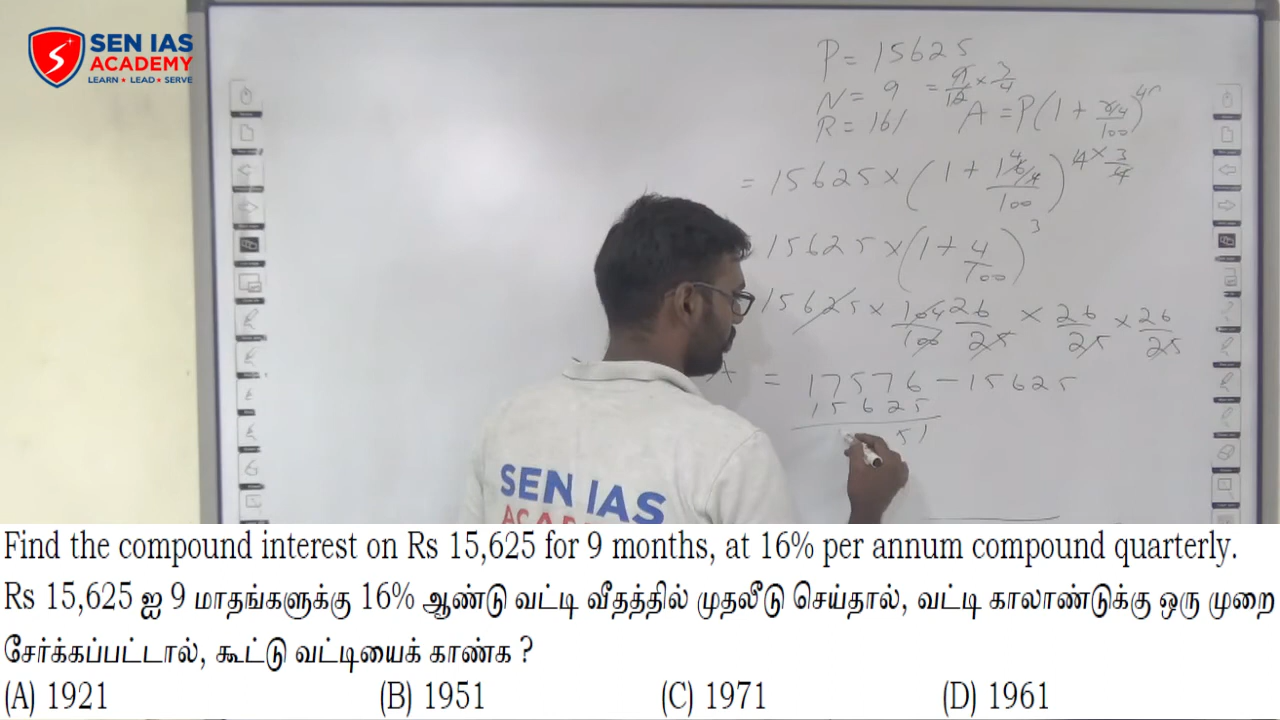 SEN IAS
ACADEMY
LEARN ★ LEAD ★ SERVE
P = 15625
N = 9 = 9/12 × 3/4
R = 161 A = P(1 + r/4/100)^4n
= 15625 × (1 + 16/4/100)^4 × 3/4
15625 × (1 + 4/100)^3
15625 × 104/100 26/25 × 26/25 × 26/25
= 17576 – 15625
15625
51
SEN IAS
Find the compound interest on Rs 15,625 for 9 months, at 16% per annum compound quarterly.
Rs 15,625 ஐ 9 மாதங்களுக்கு 16% ஆண்டு வட்டி வீதத்தில் முதலீடு செய்தால், வட்டி காலாண்டுக்கு ஒரு முறை
சேர்க்கப்பட்டால், கூட்டு வட்டியைக் காண்க ?
(A) 1921 (B) 1951 (C) 1971 (D) 1961